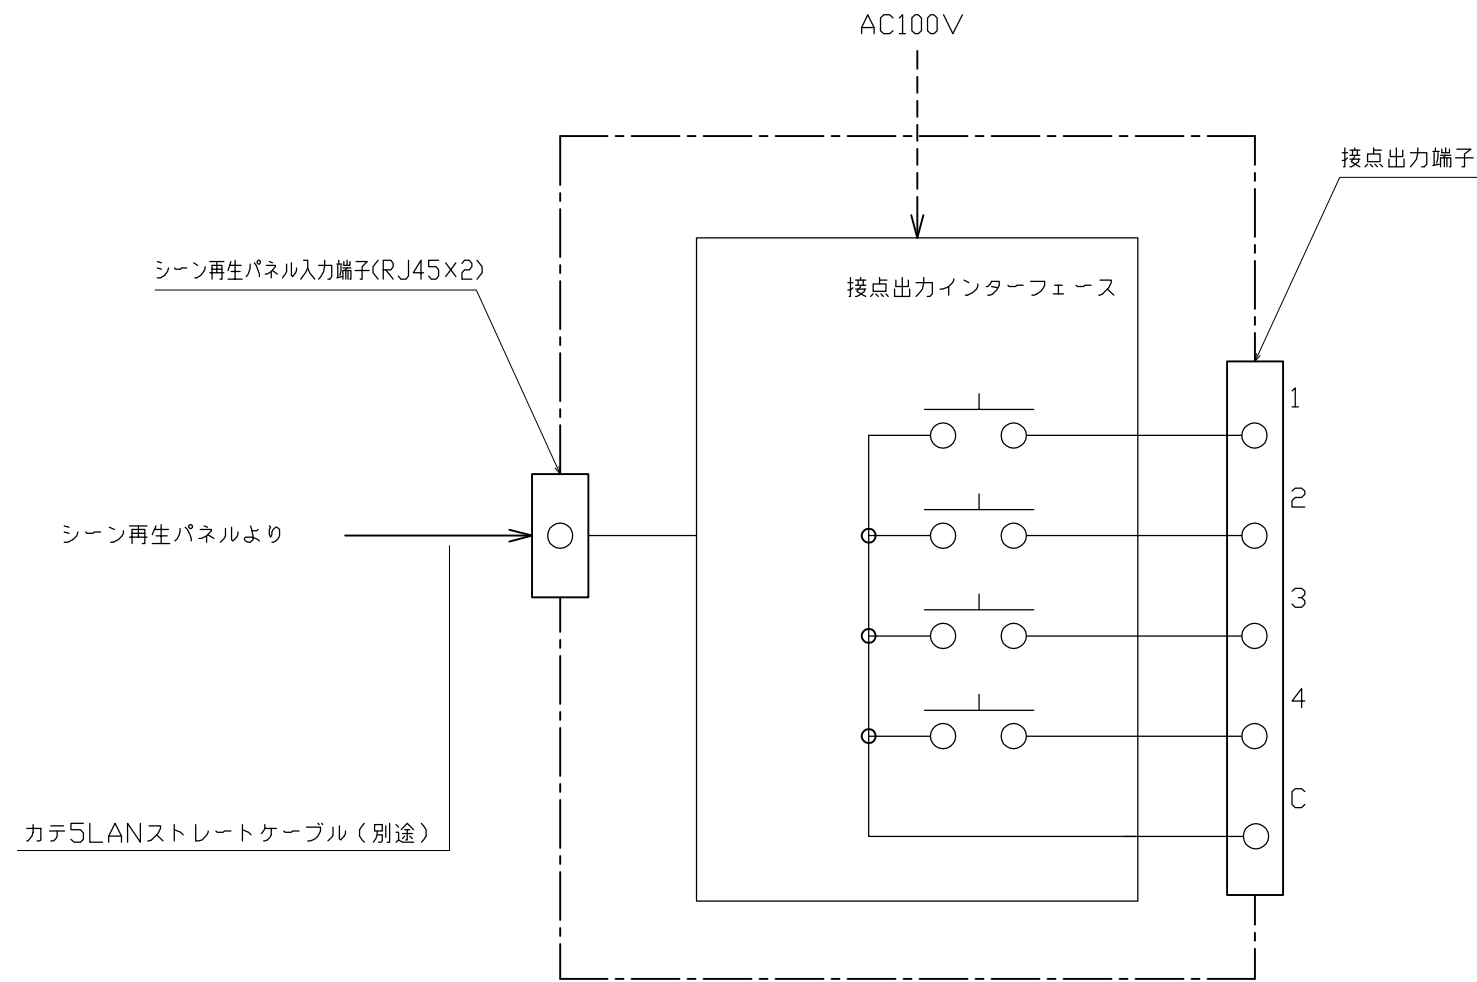 AC100V
接点出力端子
シーン再生パネル入力端子(RJ45×2)
接点出力インターフェース
1
2
シーン再生パネルより
3
4
C
カテ5LANストレートケーブル（別途）